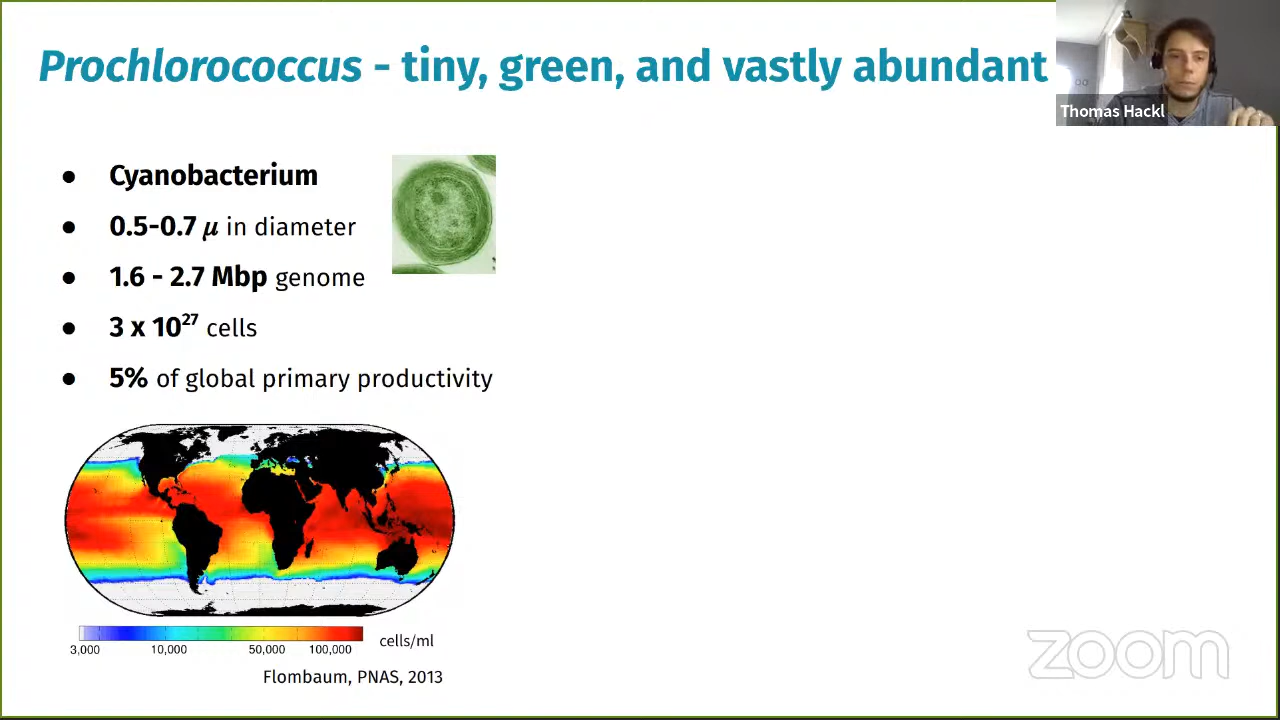 Prochlorococcus - tiny, green, and vastly abundant
Thomas Hackl
● Cyanobacterium
● 0.5-0.7 μ in diameter
● 1.6 - 2.7 Mbp genome
● 3 x 10²⁷ cells
● 5% of global primary productivity
3,000 10,000 50,000 100,000 cells/ml
Flombaum, PNAS, 2013
zoom